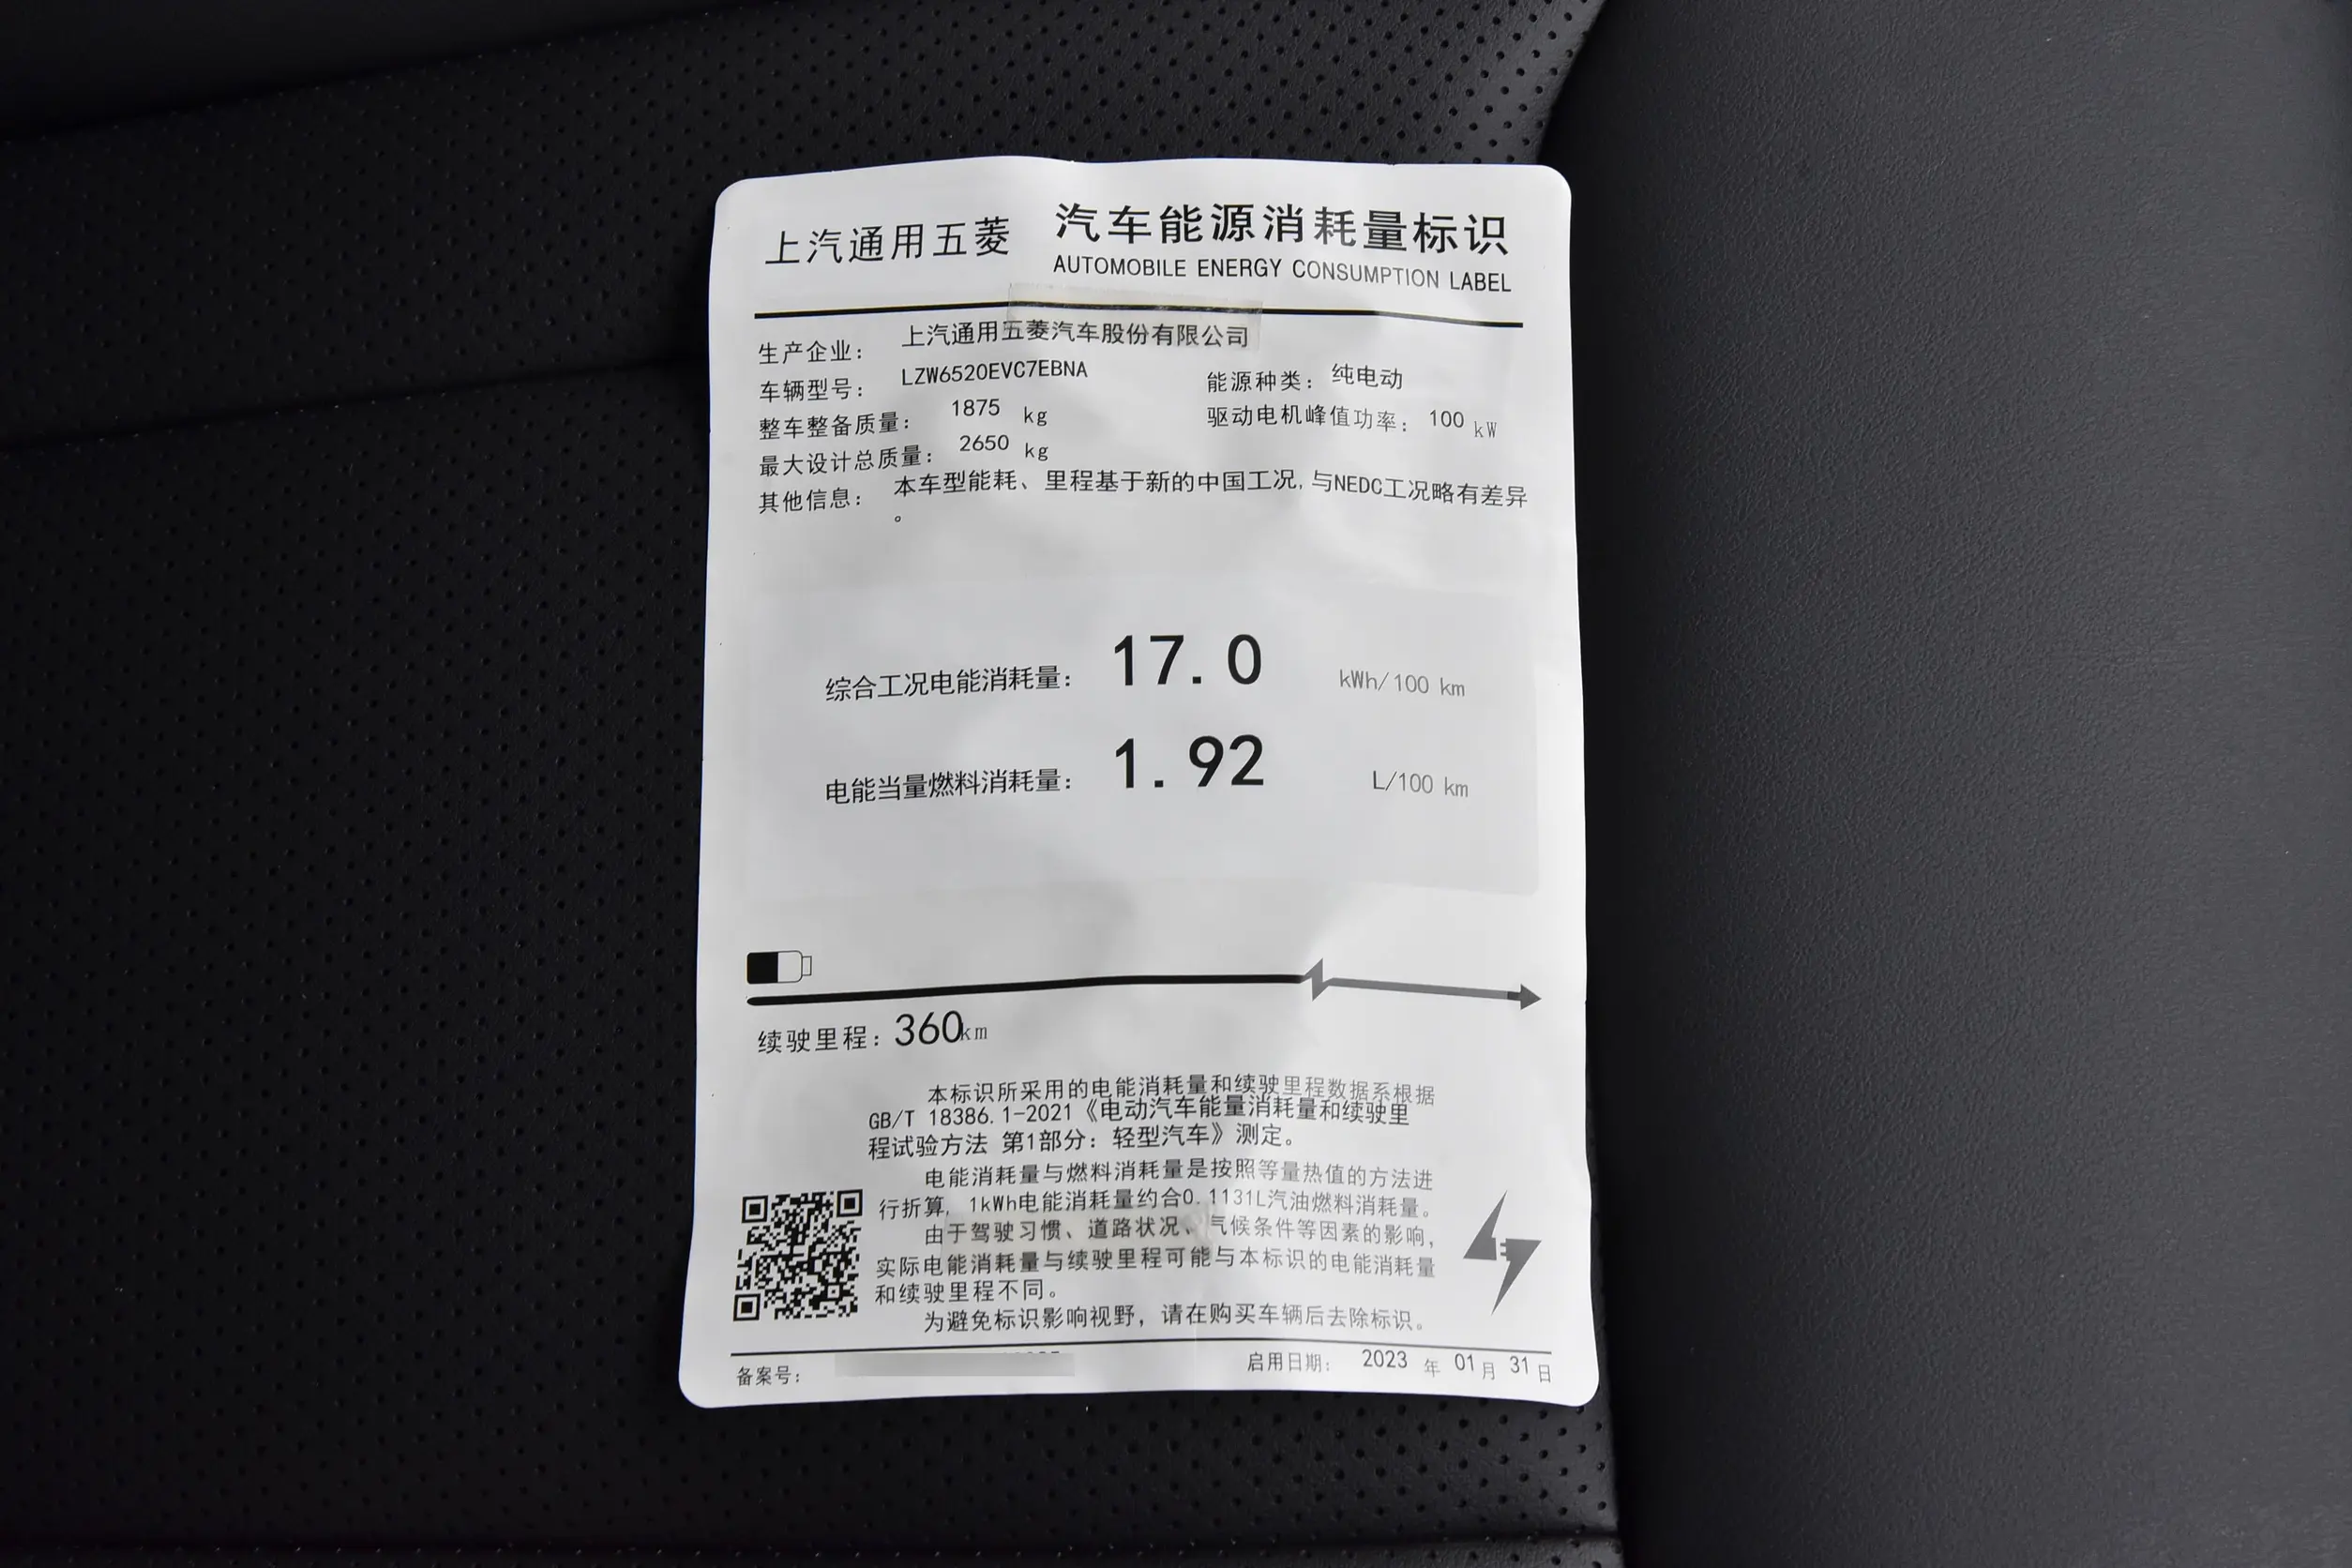 上汽通用五菱
汽车能源消耗量标识
AUTOMOBILE ENERGY CONSUMPTION LABEL
生产企业： 上汽通用五菱汽车股份有限公司
车辆型号： LZW6520EVC7EBNA 能源种类： 纯电动
整车整备质量： 1875 kg 驱动电机峰值功率： 100 kW
最大设计总质量： 2650 kg
其他信息： 本车型能耗、里程基于新的中国工况,与NEDC工况略有差异
。
综合工况电能消耗量： 17.0 kWh/100 km
电能当量燃料消耗量： 1.92 L/100 km
续驶里程：360km
本标识所采用的电能消耗量和续驶里程数据系根据
GB/T 18386.1-2021《电动汽车能量消耗量和续驶里
程试验方法 第1部分：轻型汽车》测定。
电能消耗量与燃料消耗量是按照等量热值的方法进
行折算, 1kWh电能消耗量约合0.1131L汽油燃料消耗量。
由于驾驶习惯、道路状况、气候条件等因素的影响,
实际电能消耗量与续驶里程可能与本标识的电能消耗量
和续驶里程不同。
为避免标识影响视野，请在购买车辆后去除标识。
备案号： 启用日期： 2023 年 01 月 31 日